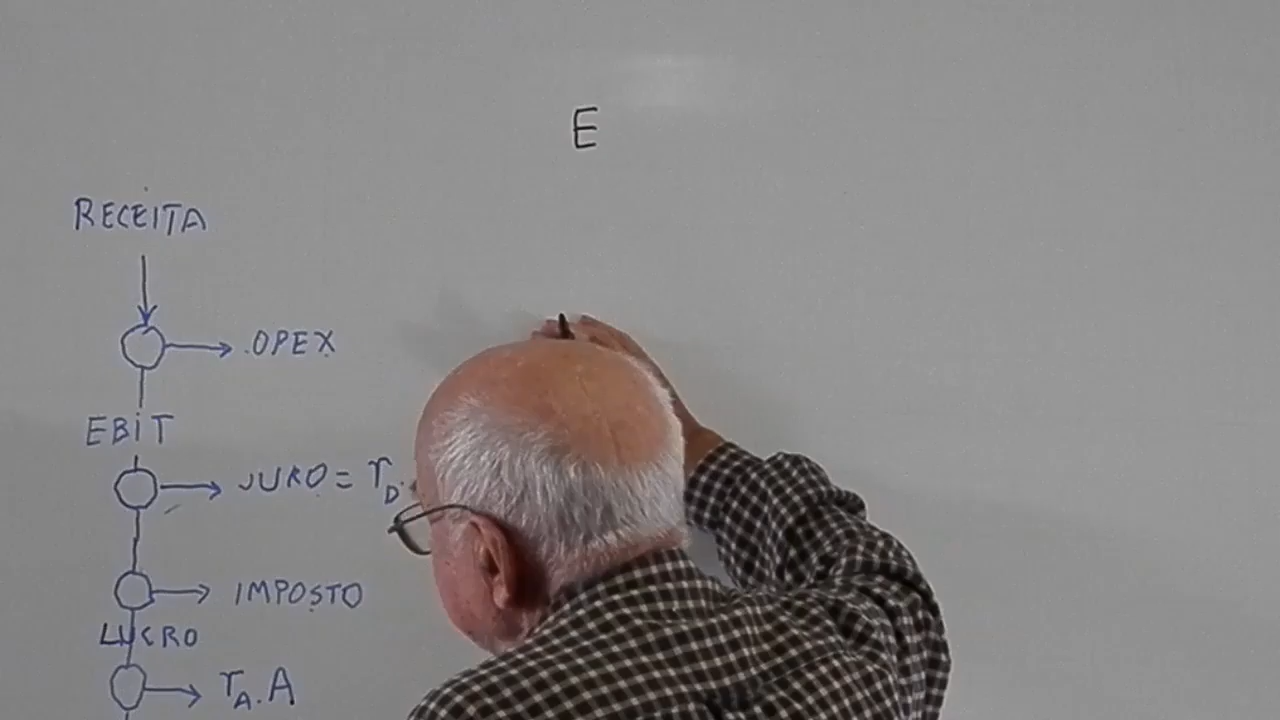 E
RECEITA
OPEX
EBIT
JURO = r_D.
IMPOSTO
LUCRO
r_A.A